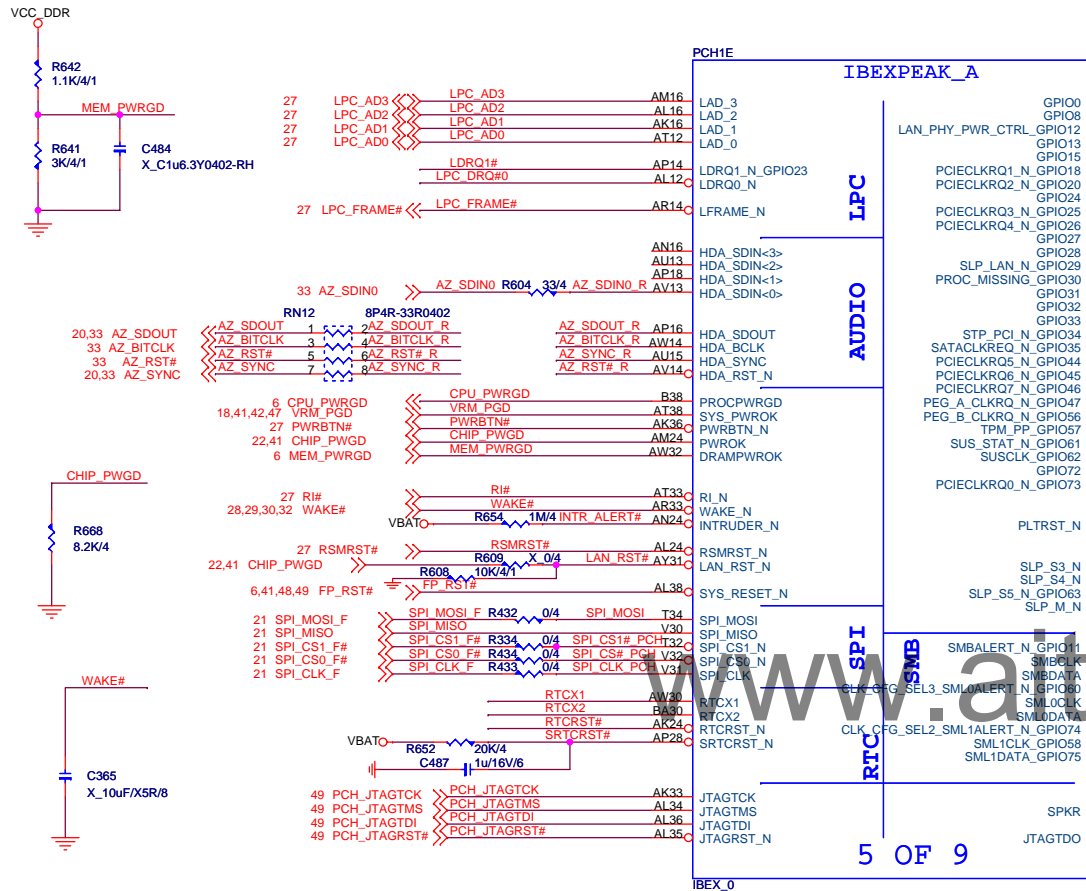 VCC_DDR
R642
1.1K/4/1
MEM_PWRGD
R641
3K/4/1
C484
X_C1u6.3Y0402-RH
CHIP_PWGD
R668
8.2K/4
WAKE#
C365
X_10uF/X5R/8
PCH1E
IBEXPEAK_A
27 LPC_AD3 LPC_AD3 AM16 LAD_3
27 LPC_AD2 LPC_AD2 AL16 LAD_2
27 LPC_AD1 LPC_AD1 AK16 LAD_1
27 LPC_AD0 LPC_AD0 AT12 LAD_0
LDRQ1# AP14 LDRQ1_N_GPIO23
LPC_DRQ#0 AL12 LDRQ0_N
27 LPC_FRAME# LPC_FRAME# AR14 LFRAME_N
LPC
AN16 HDA_SDIN<3>
AU13 HDA_SDIN<2>
AP18 HDA_SDIN<1>
33 AZ_SDIN0 AZ_SDIN0 R604 33/4 AZ_SDIN0_R AV13 HDA_SDIN<0>
RN12 8P4R-33R0402
20,33 AZ_SDOUT AZ_SDOUT 1 2 AZ_SDOUT_R AZ_SDOUT_R AP16 HDA_SDOUT
33 AZ_BITCLK AZ_BITCLK 3 4 AZ_BITCLK_R AZ_BITCLK_R AW14 HDA_BCLK
33 AZ_RST# AZ_RST# 5 6 AZ_RST#_R AZ_SYNC_R AU15 HDA_SYNC
20,33 AZ_SYNC AZ_SYNC 7 8 AZ_SYNC_R AZ_RST#_R AV14 HDA_RST_N
AUDIO
6 CPU_PWRGD CPU_PWRGD B38 PROCPWRGD
18,41,42,47 VRM_PGD VRM_PGD AT38 SYS_PWROK
27 PWRBTN# PWRBTN# AK36 PWRBTN_N
22,41 CHIP_PWGD CHIP_PWGD AM24 PWROK
6 MEM_PWRGD MEM_PWRGD AW32 DRAMPWROK
27 RI# RI# AT33 RI_N
28,29,30,32 WAKE# WAKE# AR33 WAKE_N
VBAT R654 1M/4 INTR_ALERT# AN24 INTRUDER_N
27 RSMRST# RSMRST# AL24 RSMRST_N
22,41 CHIP_PWGD R609 X_0/4 LAN_RST# AY31 LAN_RST_N
R608 10K/4/1
6,41,48,49 FP_RST# FP_RST# AL38 SYS_RESET_N
21 SPI_MOSI_F SPI_MOSI_F R432 0/4 SPI_MOSI T34 SPI_MOSI
21 SPI_MISO SPI_MISO V30 SPI_MISO
21 SPI_CS1_F# SPI_CS1_F# R334 0/4 SPI_CS1#_PCH T32 SPI_CS1_N
21 SPI_CS0_F# SPI_CS0_F# R434 0/4 SPI_CS#_PCH V32 SPI_CS0_N
21 SPI_CLK_F SPI_CLK_F R433 0/4 SPI_CLK_PCH V31 SPI_CLK
SPI
SMB
RTCX1 AW30 RTCX1
RTCX2 BA30 RTCX2
RTCRST# AK24 RTCRST_N
VBAT R652 20K/4 SRTCRST# AP28 SRTCRST_N
C487 1u/16V/6
RTC
49 PCH_JTAGTCK PCH_JTAGTCK AK33 JTAGTCK
49 PCH_JTAGTMS PCH_JTAGTMS AL34 JTAGTMS
49 PCH_JTAGTDI PCH_JTAGTDI AL36 JTAGTDI
49 PCH_JTAGRST# PCH_JTAGRST# AL35 JTAGRST_N
GPIO0
GPIO8
LAN_PHY_PWR_CTRL_GPIO12
GPIO13
GPIO15
PCIECLKRQ1_N_GPIO18
PCIECLKRQ2_N_GPIO20
GPIO24
PCIECLKRQ3_N_GPIO25
PCIECLKRQ4_N_GPIO26
GPIO27
GPIO28
SLP_LAN_N_GPIO29
PROC_MISSING_GPIO30
GPIO31
GPIO32
GPIO33
STP_PCI_N_GPIO34
SATACLKREQ_N_GPIO35
PCIECLKRQ5_N_GPIO44
PCIECLKRQ6_N_GPIO45
PCIECLKRQ7_N_GPIO46
PEG_A_CLKRQ_N_GPIO47
PEG_B_CLKRQ_N_GPIO56
TPM_PP_GPIO57
SUS_STAT_N_GPIO61
SUSCLK_GPIO62
GPIO72
PCIECLKRQ0_N_GPIO73
PLTRST_N
SLP_S3_N
SLP_S4_N
SLP_S5_N_GPIO63
SLP_M_N
SMBALERT_N_GPIO11
SMBCLK
SMBDATA
CLK_CFG_SEL3_SML0ALERT_N_GPIO60
SML0CLK
SML0DATA
CLK_CFG_SEL2_SML1ALERT_N_GPIO74
SML1CLK_GPIO58
SML1DATA_GPIO75
SPKR
JTAGTDO
www.ait
5 OF 9
IBEX_0